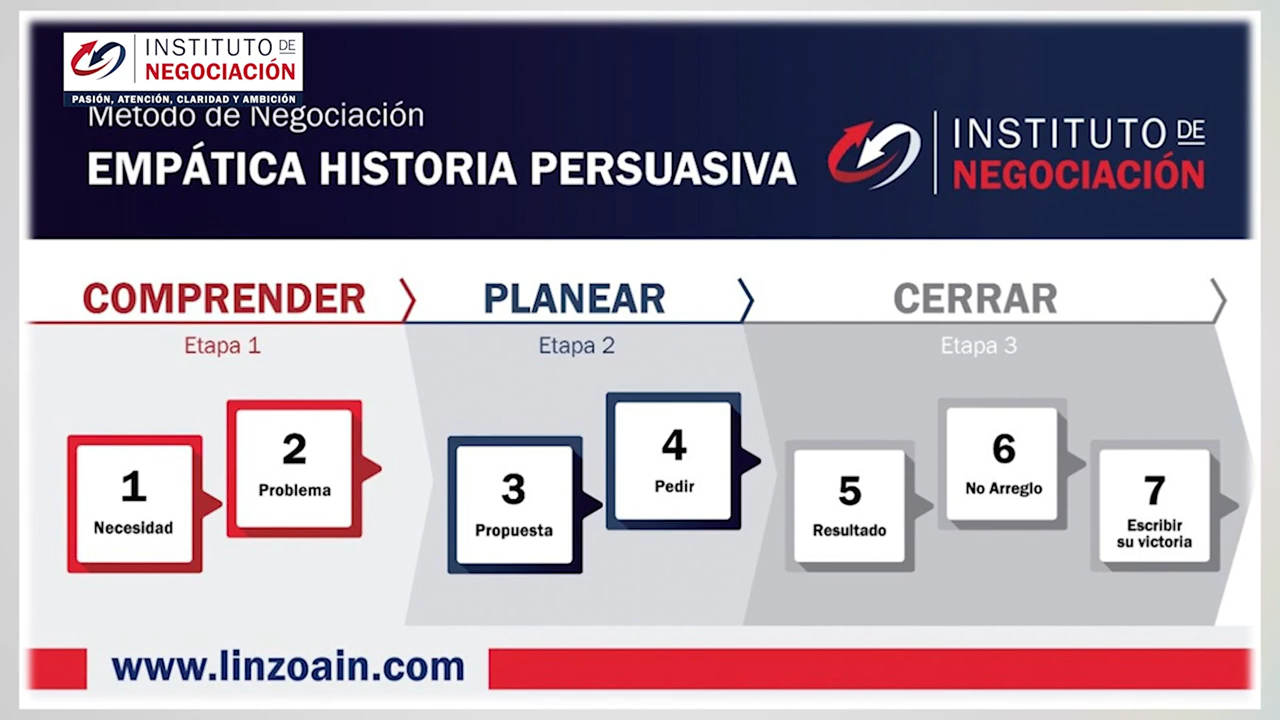 INSTITUTO DE
NEGOCIACIÓN
PASIÓN, ATENCIÓN, CLARIDAD Y AMBICIÓN
Método de Negociación
EMPÁTICA HISTORIA PERSUASIVA
INSTITUTO DE
NEGOCIACIÓN
COMPRENDER
PLANEAR
CERRAR
Etapa 1
Etapa 2
Etapa 3
1
Necesidad
2
Problema
3
Propuesta
4
Pedir
5
Resultado
6
No Arreglo
7
Escribir
su victoria
www.linzoain.com